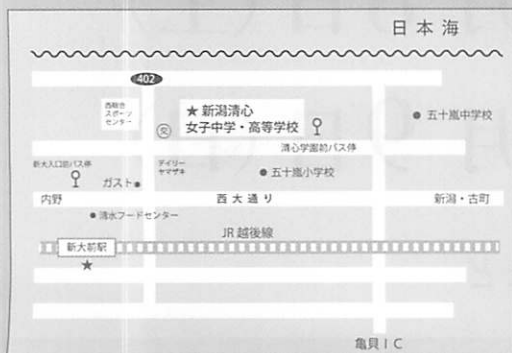 日本海
402
西総合
スポーツ
センター
★新潟清心
女子中学・高等学校
交
五十嵐中学校
清心学園前バス停
新大入口前バス停
デイリー
ヤマザキ
五十嵐小学校
ガスト
内野
西大通り
新潟・古町
清水フードセンター
JR越後線
新大前駅
★
亀貝IC